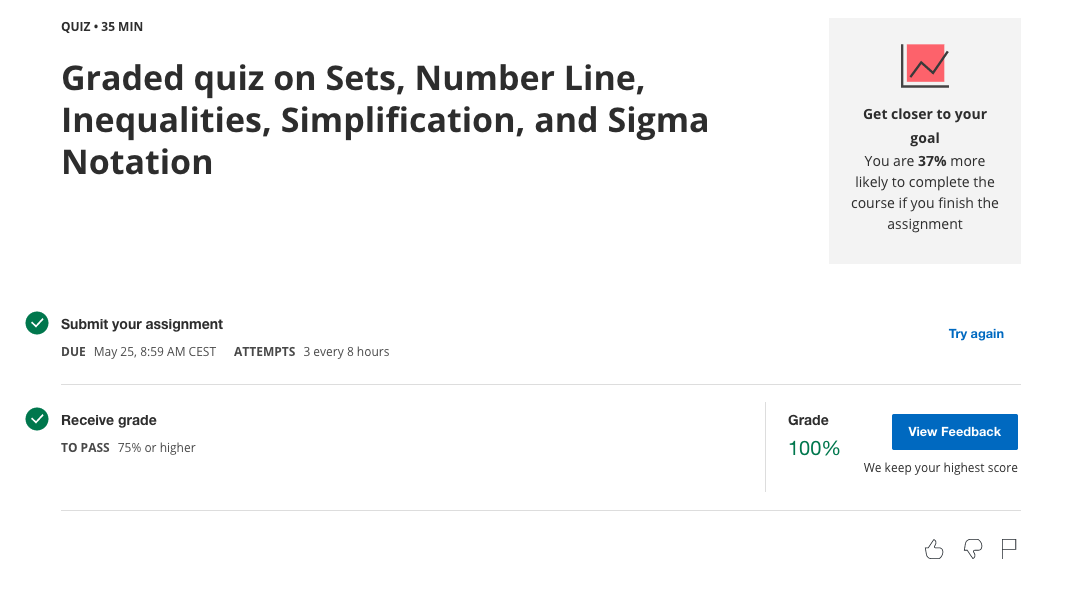 QUIZ • 35 MIN
Graded quiz on Sets, Number Line,
Inequalities, Simplification, and Sigma
Notation
Get closer to your
goal
You are 37% more
likely to complete the
course if you finish the
assignment
Submit your assignment
DUE May 25, 8:59 AM CEST ATTEMPTS 3 every 8 hours
Try again
Receive grade
TO PASS 75% or higher
Grade
100%
View Feedback
We keep your highest score